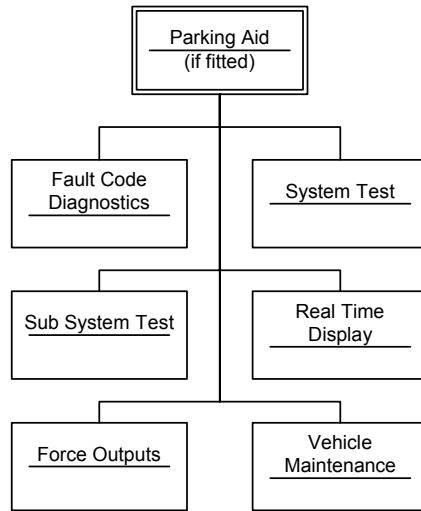 Parking Aid
(if fitted)
Fault Code
Diagnostics
System Test
Sub System Test
Real Time
Display
Force Outputs
Vehicle
Maintenance